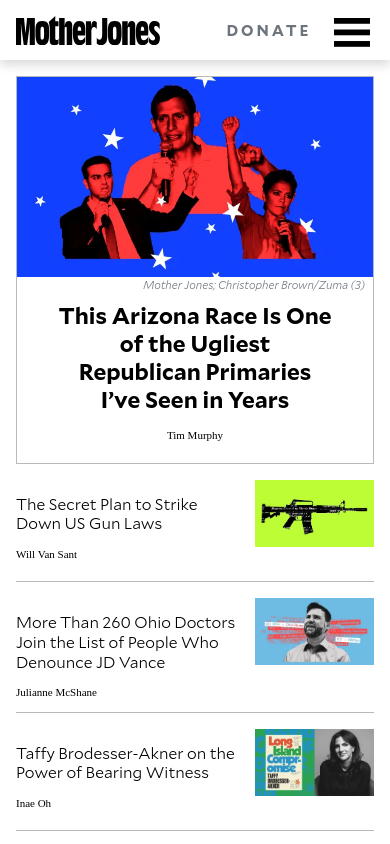 Mother Jones
DONATE
Mother Jones; Christopher Brown/Zuma (3)
This Arizona Race Is One
of the Ugliest
Republican Primaries
I’ve Seen in Years
Tim Murphy
The Secret Plan to Strike
Down US Gun Laws
Will Van Sant
More Than 260 Ohio Doctors
Join the List of People Who
Denounce JD Vance
Julianne McShane
Taffy Brodesser-Akner on the
Power of Bearing Witness
Inae Oh
Long
Island
Compr-
omise
TAFFY
BRODESSER-
AKNER